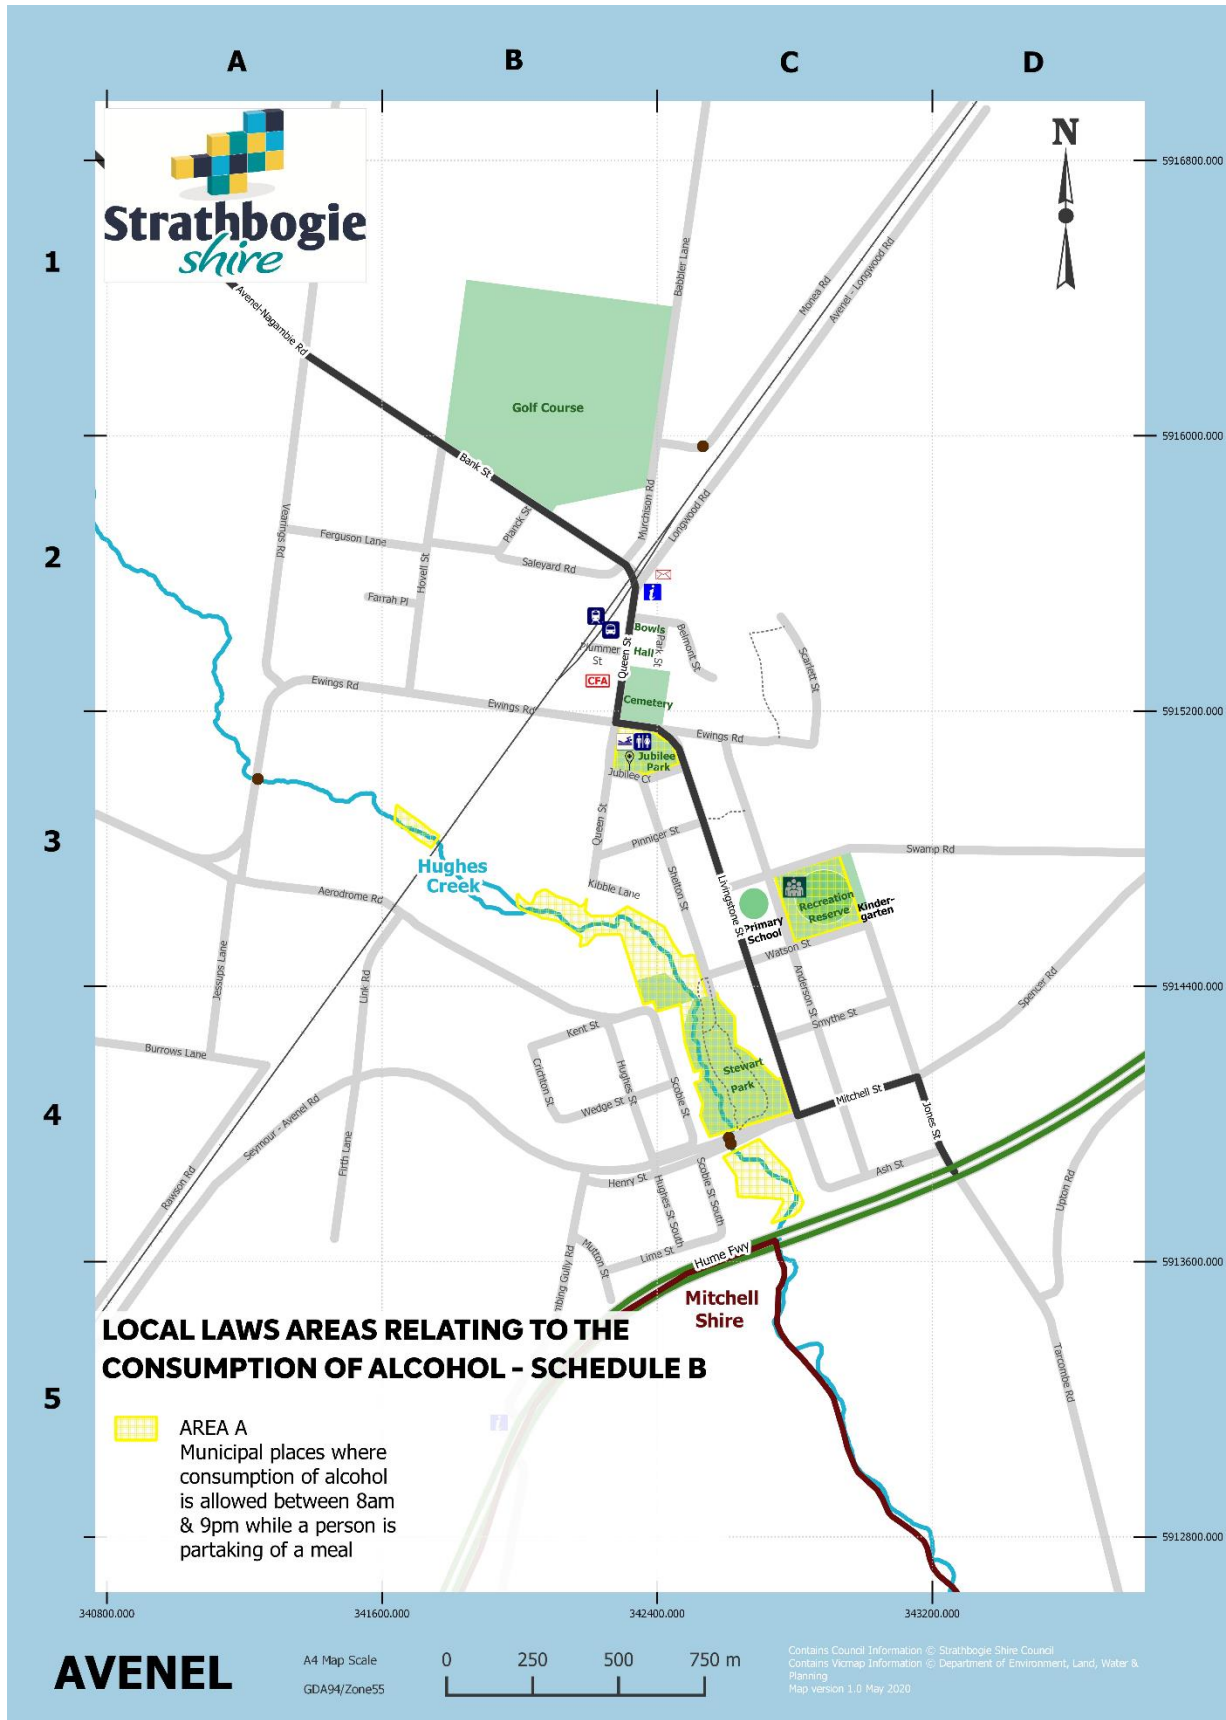 A
B
C
D
N
Strathbogie
shire
5916800.000
1
Babbler Lane
Monea Rd
Avenel - Longwood Rd
Avenel-Nagambie Rd
Golf Course
5916000.000
Bank St
Murchison Rd
Longwood Rd
Planck St
Vearings Rd
Ferguson Lane
2
Hovell St
Saleyard Rd
i
Farrah Pl
Bowls
Hall
Park St
Belmont St
Queen St
Plummer
St
Scarlett St
CFA
Ewings Rd
Ewings Rd
Cemetery
5915200.000
Ewings Rd
Jubilee
Park
Queen St
Pinniger St
3
Hughes
Creek
Swamp Rd
Aerodrome Rd
Kibble Lane
Shelton St
Livingstone St
Recreation
Reserve
Kinder-
garten
Primary
School
Watson St
Jessups Lane
Link Rd
Anderson St
Spencer Rd
5914400.000
Smythe St
Kent St
Burrows Lane
Crichton St
Hughes St
Scobie St
Stewart
Park
Wedge St
Mitchell St
4
Jones St
Seymour - Avenel Rd
Firth Lane
Rawson Rd
Henry St
Hughes St South
Scobie St South
Ash St
Upton Rd
Mutton St
Lime St
Hume Fwy
5913600.000
mbing Gully Rd
Mitchell
Shire
LOCAL LAWS AREAS RELATING TO THE
CONSUMPTION OF ALCOHOL - SCHEDULE B
Tarcombe Rd
5
i
AREA A
Municipal places where
consumption of alcohol
is allowed between 8am
& 9pm while a person is
partaking of a meal
5912800.000
340800.000
341600.000
342400.000
343200.000
AVENEL
A4 Map Scale
GDA94/Zone55
0
250
500
750 m
Contains Council Information © Strathbogie Shire Council
Contains Vicmap Information © Department of Environment, Land, Water &
Planning
Map version 1.0 May 2020